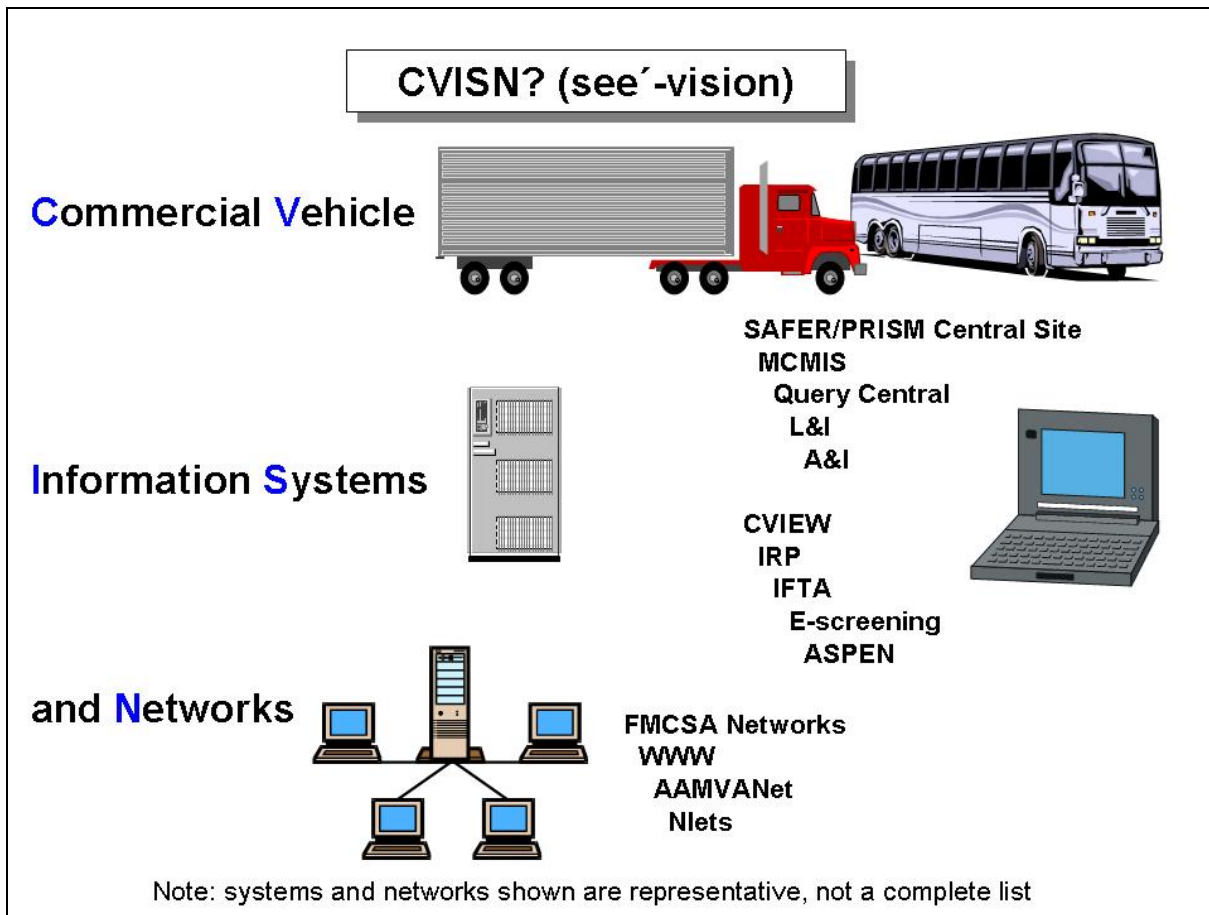 CVISN? (see´-vision)
Commercial Vehicle
SAFER/PRISM Central Site
MCMIS
Query Central
L&I
A&I
Information Systems
CVIEW
IRP
IFTA
E-screening
ASPEN
and Networks
FMCSA Networks
WWW
AAMVANet
Nlets
Note: systems and networks shown are representative, not a complete list